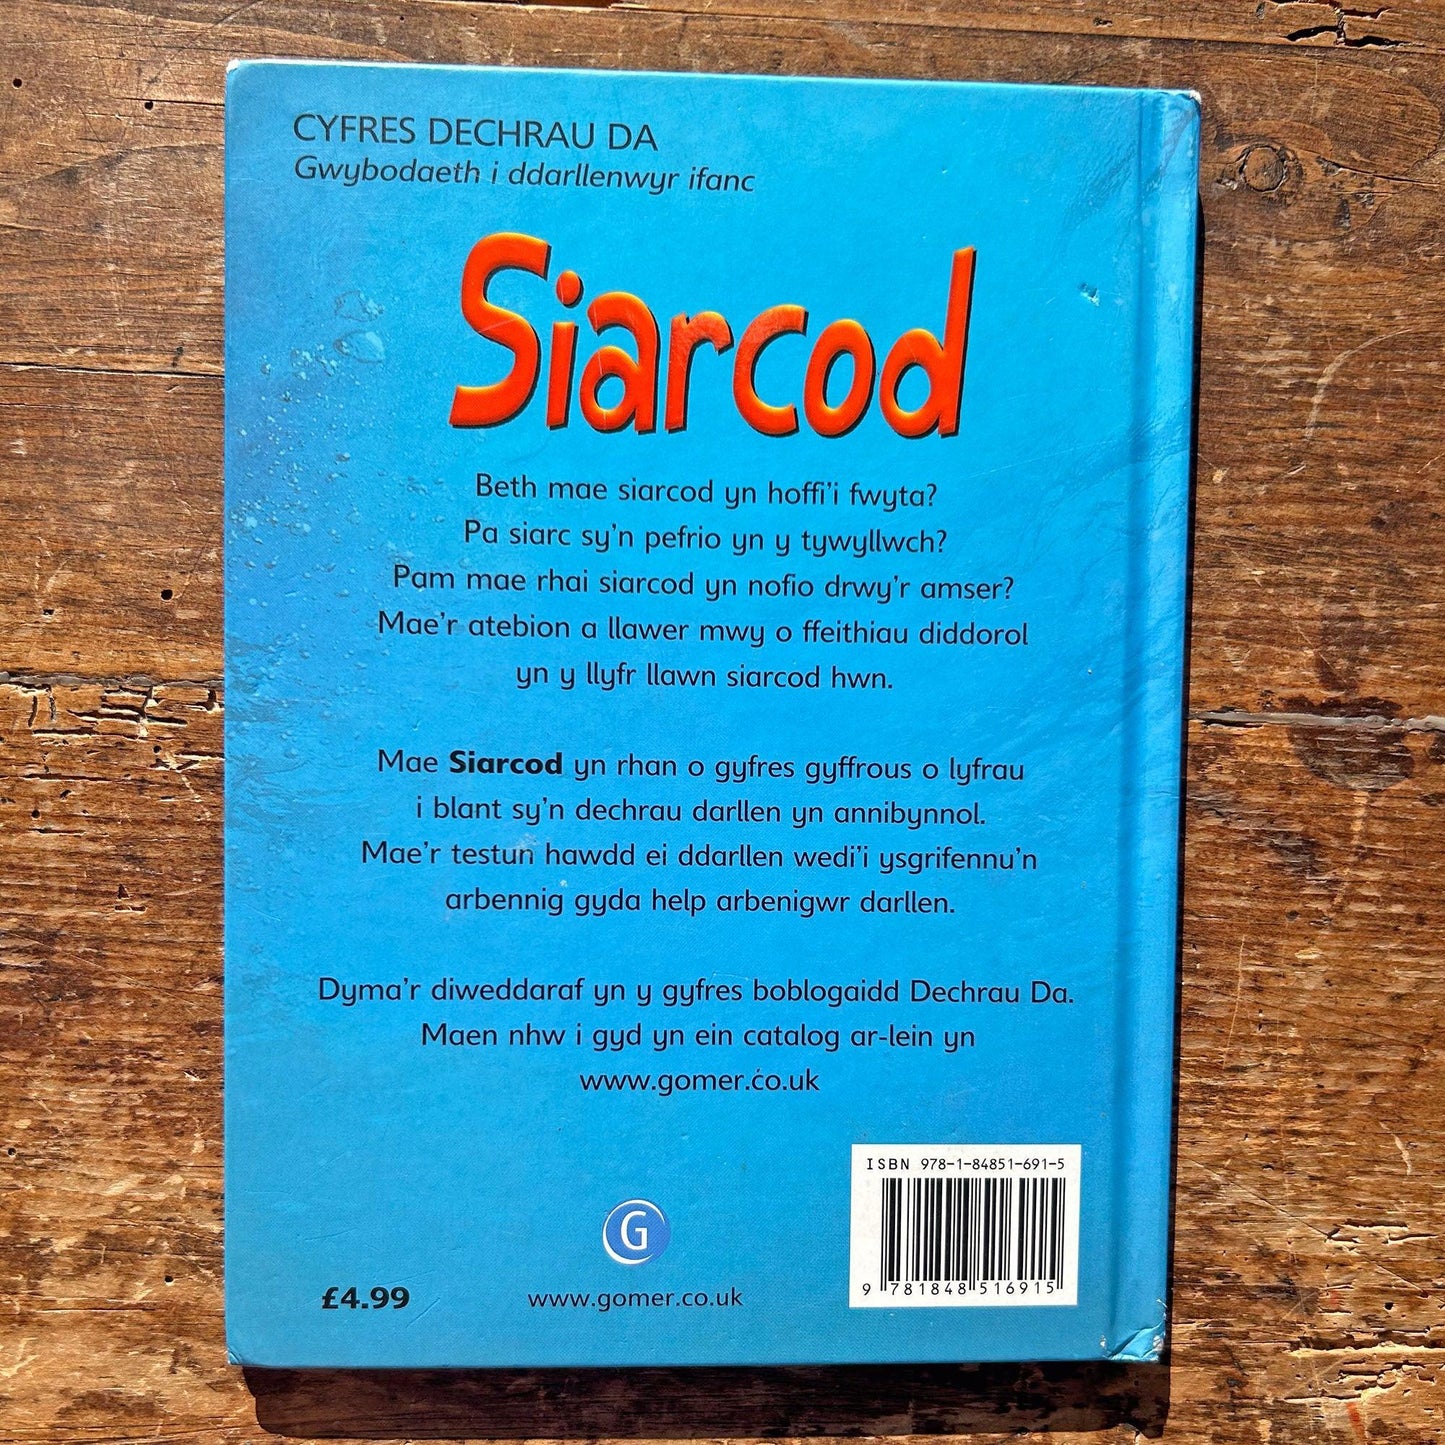 CYFRES DECHRAU DA
Gwybodaeth i ddarllenwyr ifanc
Siarcod
Beth mae siarcod yn hoffi'i fwyta?
Pa siarc sy'n pefrio yn y tywyllwch?
Pam mae rhai siarcod yn nofio drwy'r amser?
Mae'r atebion a llawer mwy o ffeithiau diddorol
yn y llyfr llawn siarcod hwn.
Mae Siarcod yn rhan o gyfres gyffrous o lyfrau
i blant sy'n dechrau darllen yn annibynnol.
Mae'r testun hawdd ei ddarllen wedi'i ysgrifennu'n
arbennig gyda help arbenigwr darllen.
Dyma'r diweddaraf yn y gyfres boblogaidd Dechrau Da.
Maen nhw i gyd yn ein catalog ar-lein yn
www.gomer.co.uk
ISBN 978-1-84851-691-5
9 781848 516915
G
£4.99
www.gomer.co.uk